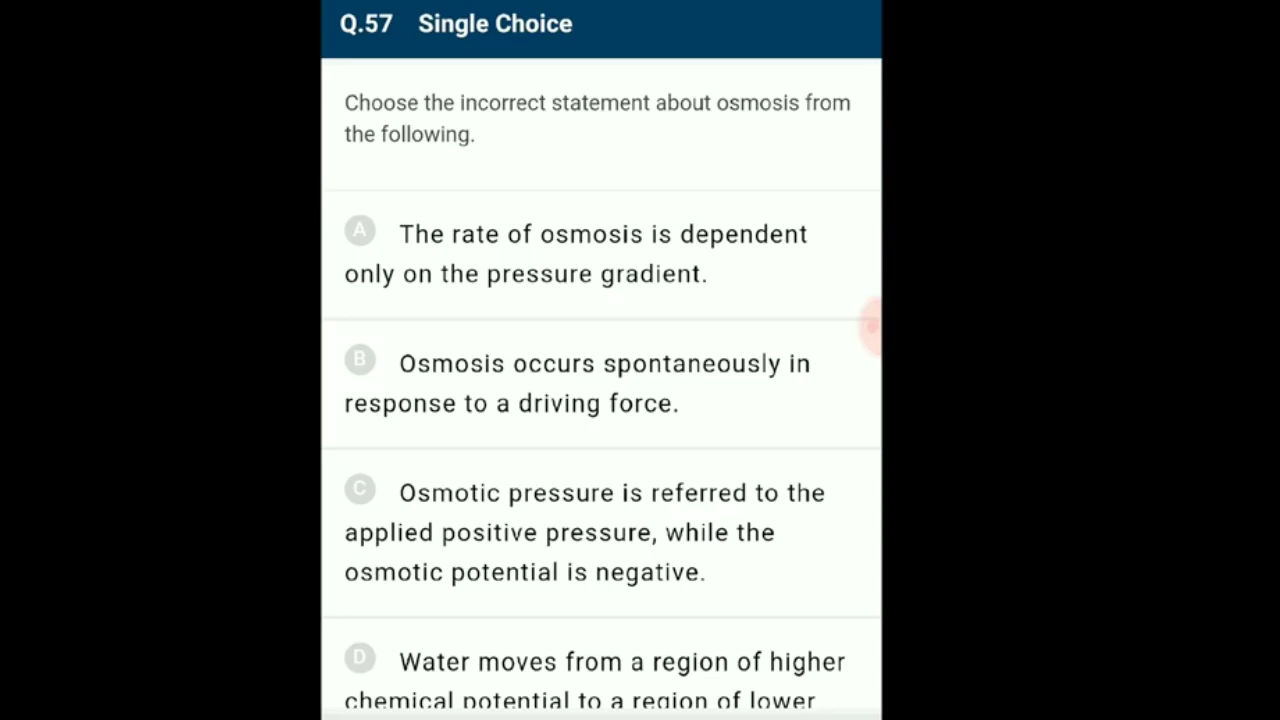 Q.57 Single Choice
Choose the incorrect statement about osmosis from
the following.
A The rate of osmosis is dependent
only on the pressure gradient.
B Osmosis occurs spontaneously in
response to a driving force.
C Osmotic pressure is referred to the
applied positive pressure, while the
osmotic potential is negative.
D Water moves from a region of higher
chemical potential to a region of lower